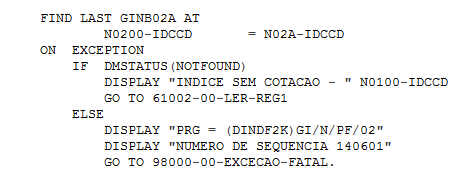 FIND LAST GINB02A AT
N0200-IDCCD = N02A-IDCCD
ON EXCEPTION
IF DMSTATUS(NOTFOUND)
DISPLAY "INDICE SEM COTACAO - " N0100-IDCCD
GO TO 61002-00-LER-REG1
ELSE
DISPLAY "PRG = (DINDF2K)GI/N/PF/02"
DISPLAY "NUMERO DE SEQUENCIA 140601"
GO TO 98000-00-EXCECAO-FATAL.